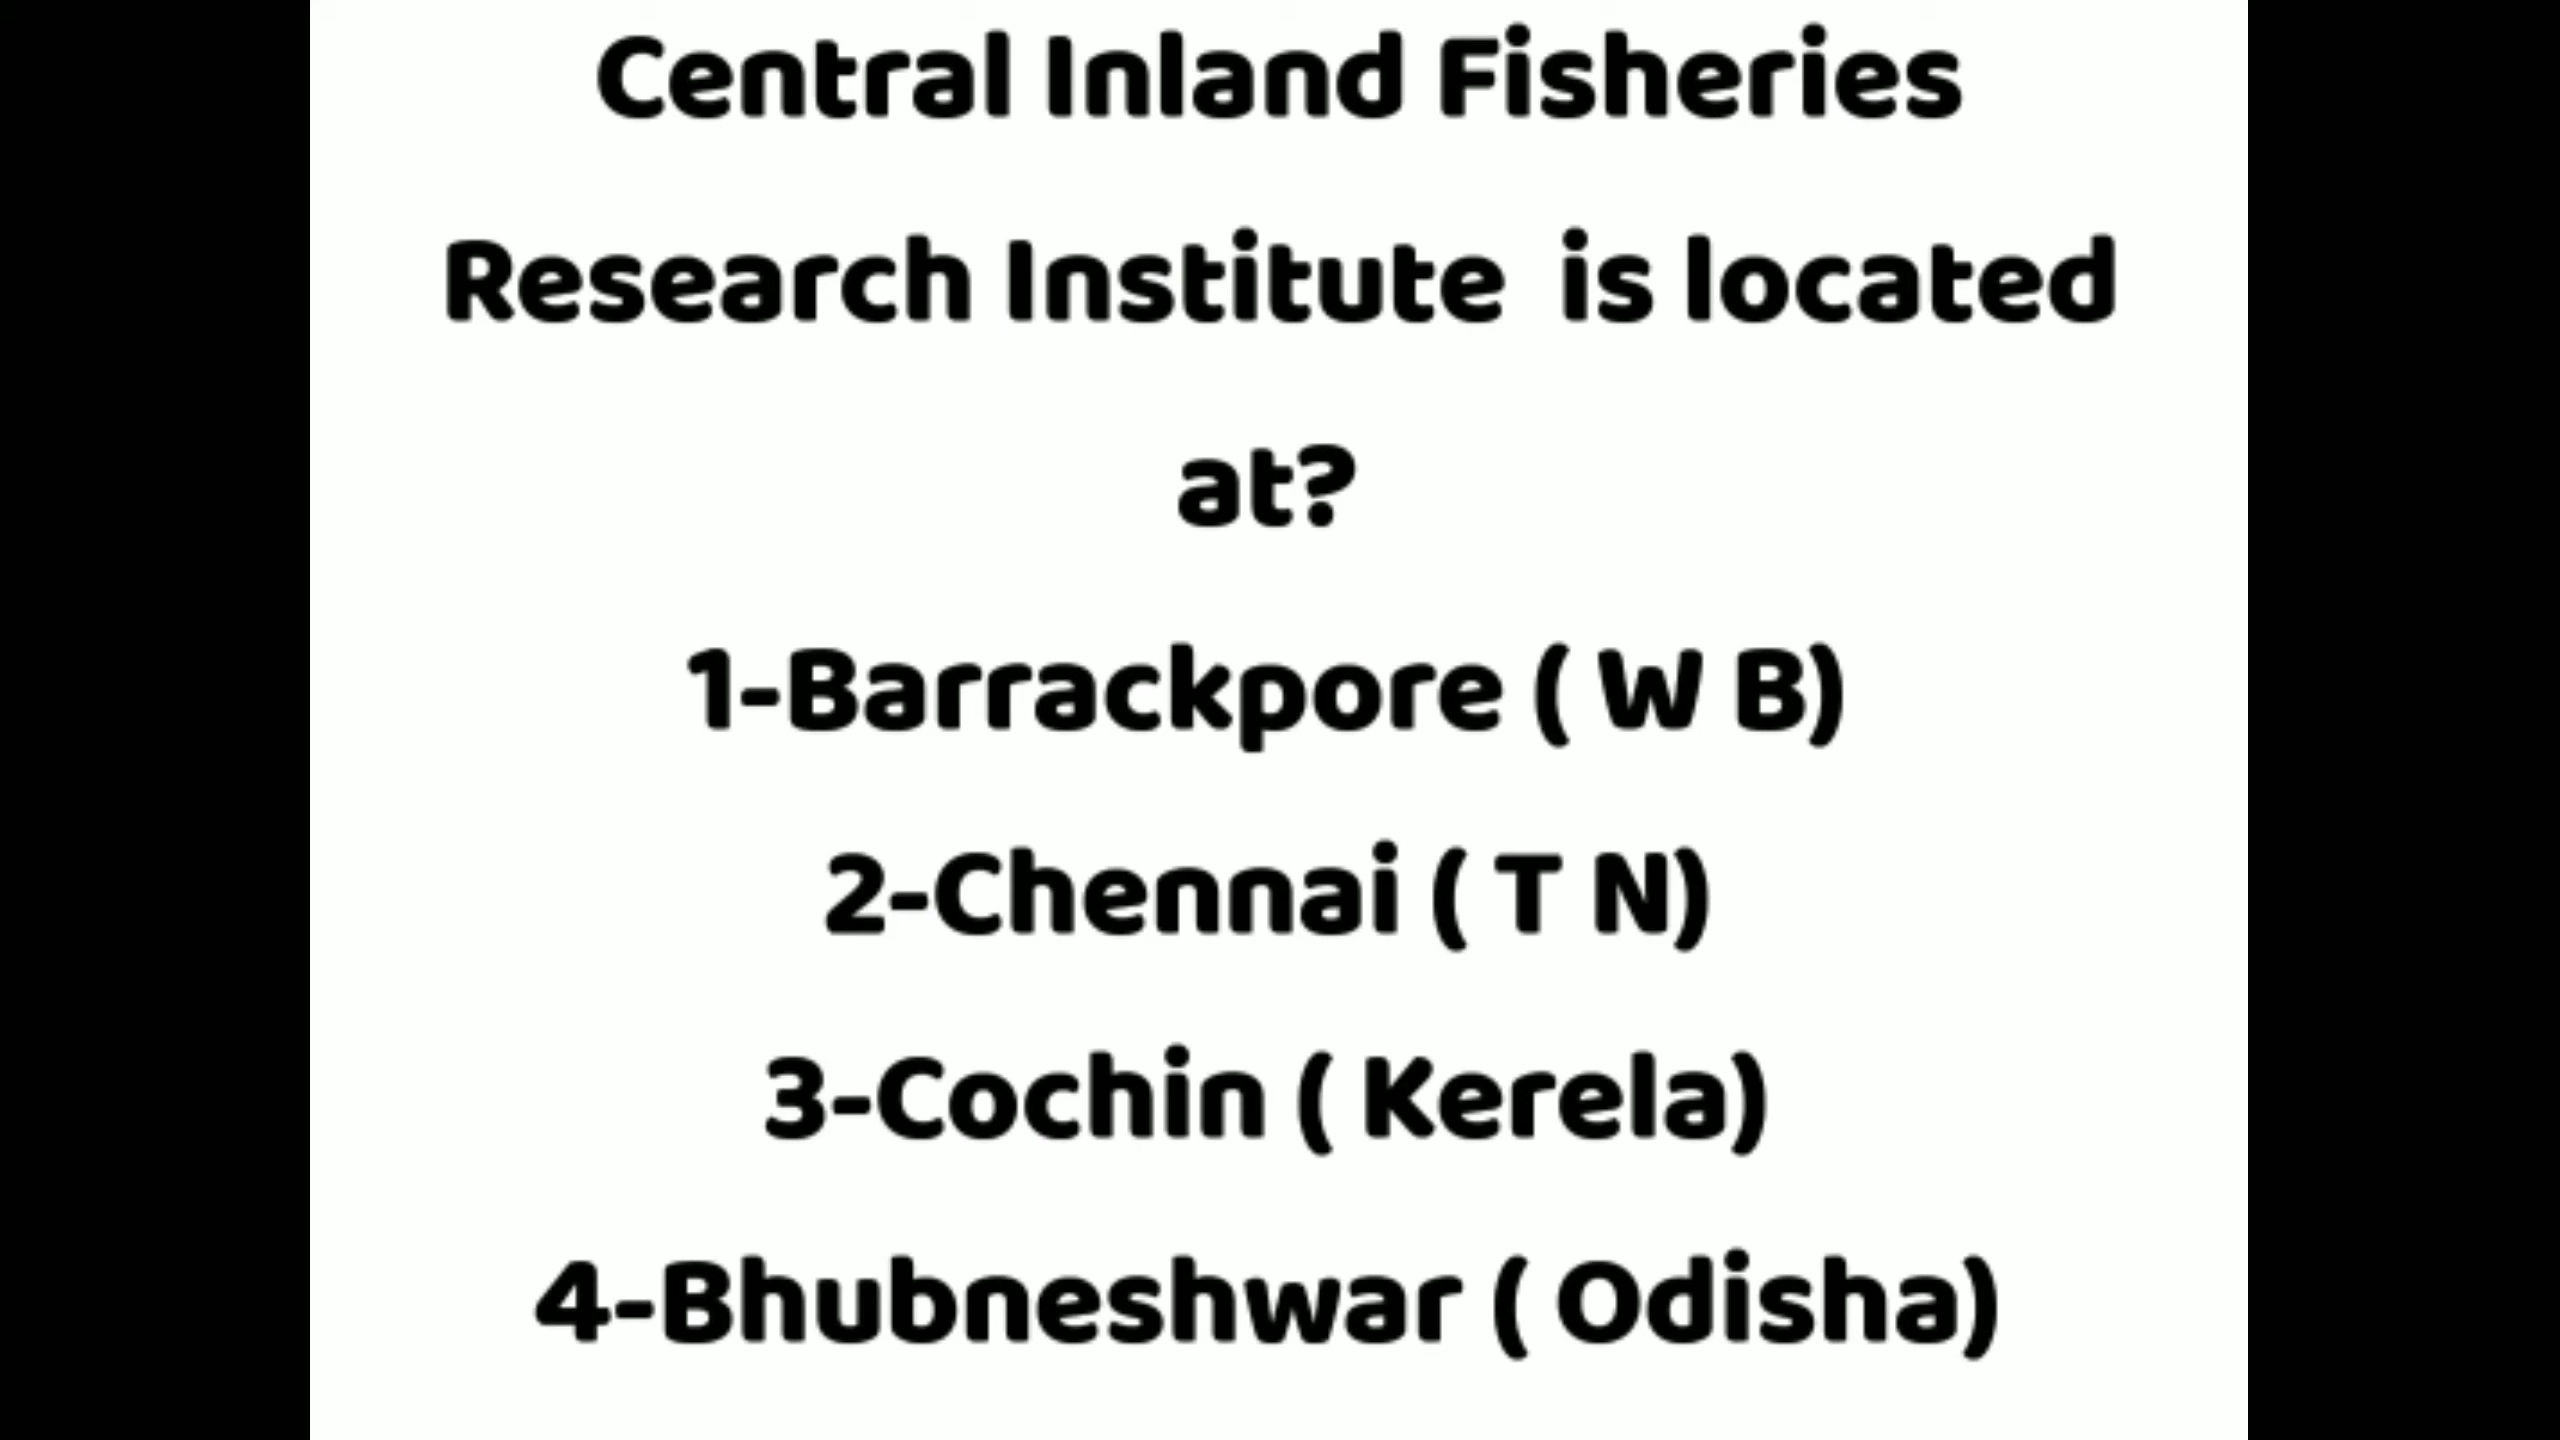 Central Inland Fisheries
Research Institute  is located
at?
1-Barrackpore ( W B)
2-Chennai ( T N)
3-Cochin ( Kerela)
4-Bhubneshwar ( Odisha)